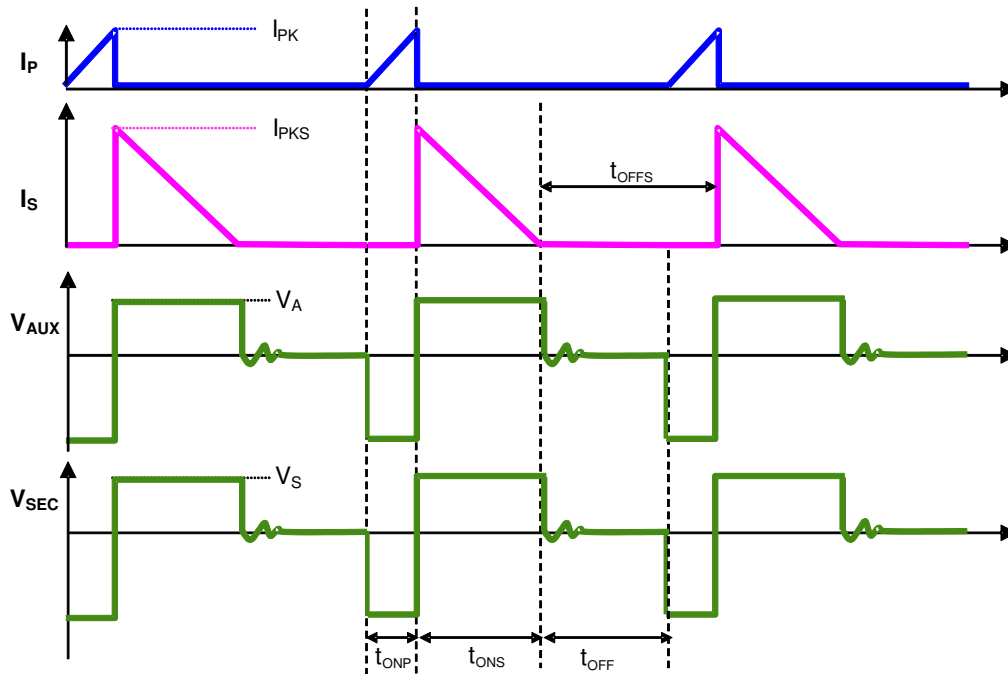 I_P
I_PK
I_S
I_PKS
t_OFFS
V_AUX
V_A
V_SEC
V_S
t_ONP
t_ONS
t_OFF